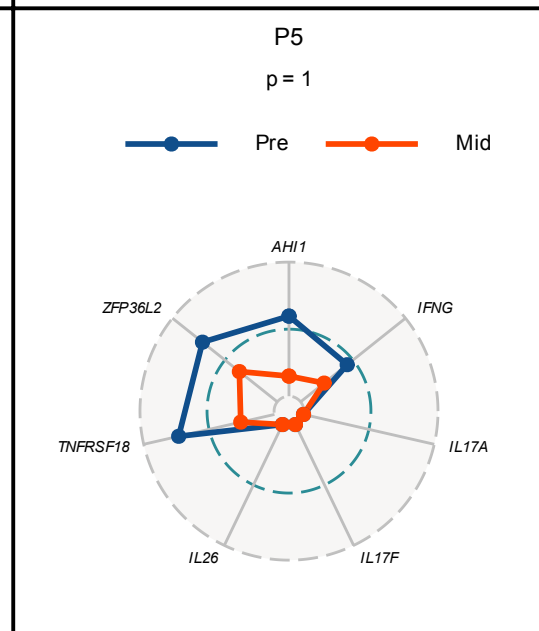 P5
p = 1
Pre Mid
AHI1
ZFP36L2 IFNG
TNFRSF18 IL17A
IL26 IL17F